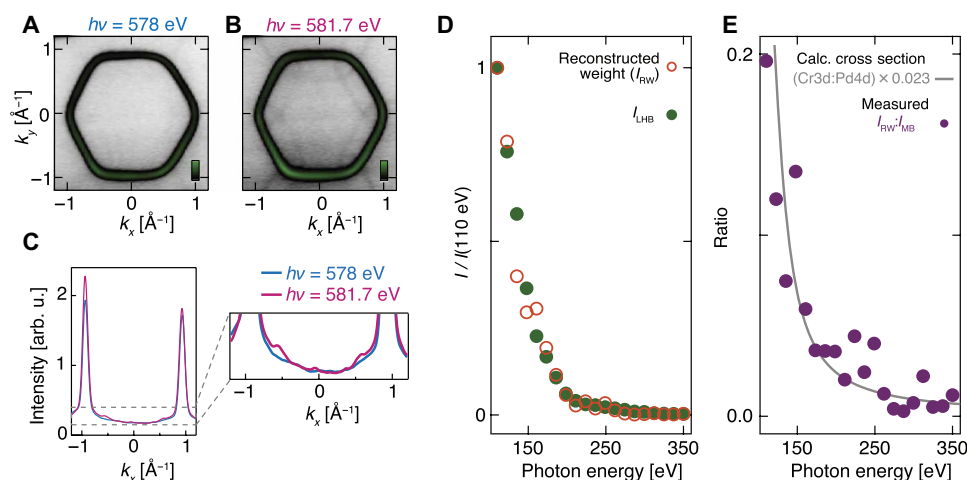 A
hν = 578 eV
B
hν = 581.7 eV
1
0
−1
k_y [Å⁻¹]
−1 0 1
k_x [Å⁻¹]
−1 0 1
k_x [Å⁻¹]
C
hν = 578 eV
hν = 581.7 eV
2
1
0
Intensity [arb. u.]
−1 0 1
k_x [Å⁻¹]
−1 0 1
k_x [Å⁻¹]
D
1
0
I / I(110 eV)
Reconstructed
weight (I_RW)
I_LHB
150 250 350
Photon energy [eV]
E
0.2
0.0
Ratio
Calc. cross section
(Cr3d:Pd4d) × 0.023
Measured
I_RW:I_MB
150 250 350
Photon energy [eV]